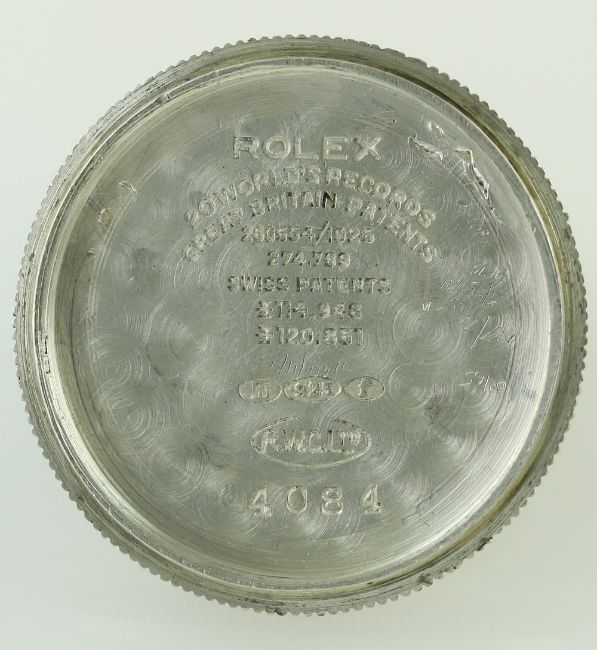 ROLEX
20 WORLD'S RECORDS
GREAT BRITAIN PATENTS
260554/1925
274.789
SWISS PATENTS
✠ 114.948
✠ 120.851
.925 f
R.W.C.LTD
4084